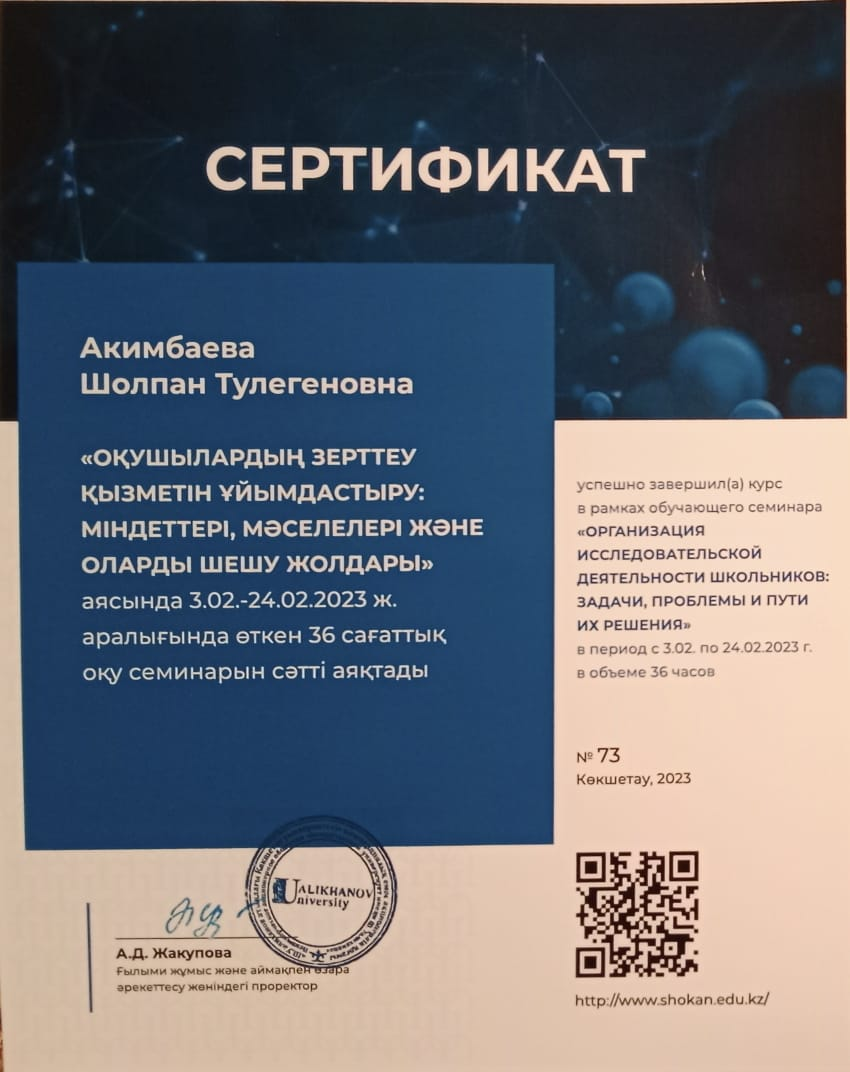 СЕРТИФИКАТ
Акимбаева
Шолпан Тулегеновна
«ОҚУШЫЛАРДЫҢ ЗЕРТТЕУ
ҚЫЗМЕТІН ҰЙЫМДАСТЫРУ:
МІНДЕТТЕРІ, МӘСЕЛЕЛЕРІ ЖӘНЕ
ОЛАРДЫ ШЕШУ ЖОЛДАРЫ»
аясында 3.02.-24.02.2023 ж.
аралығында өткен 36 сағаттық
оқу семинарын сәтті аяқтады
успешно завершил(а) курс
в рамках обучающего семинара
«ОРГАНИЗАЦИЯ
ИССЛЕДОВАТЕЛЬСКОЙ
ДЕЯТЕЛЬНОСТИ ШКОЛЬНИКОВ:
ЗАДАЧИ, ПРОБЛЕМЫ И ПУТИ
ИХ РЕШЕНИЯ»
в период с 3.02. по 24.02.2023 г.
в объеме 36 часов
№ 73
Көкшетау, 2023
UALIKHANOV
University
А.Д. Жакупова
Ғылыми жұмыс және аймақпен өзара
әрекеттесу жөніндегі проректор
http://www.shokan.edu.kz/